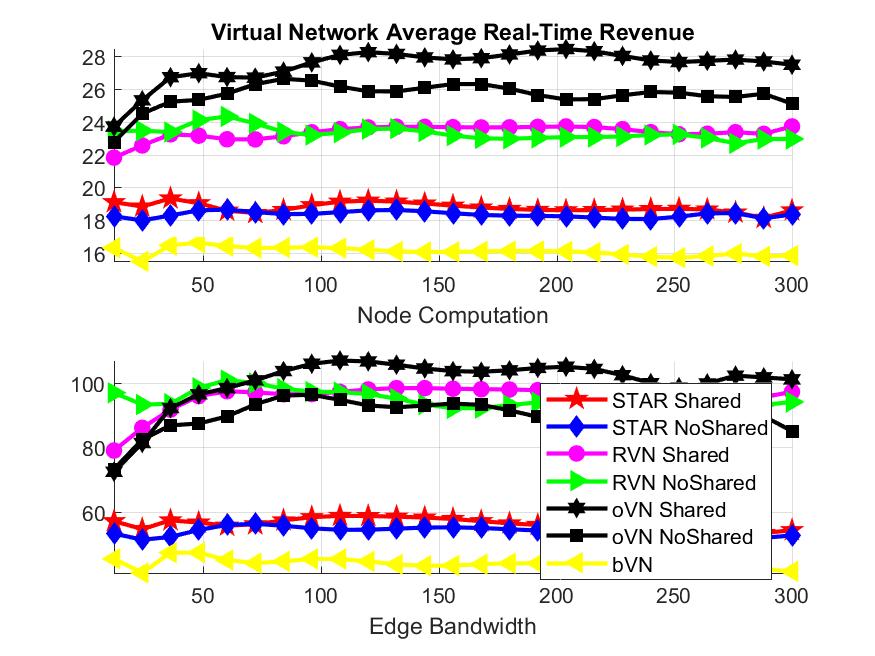 Virtual Network Average Real-Time Revenue
28
26
24
22
20
18
16
50 100 150 200 250 300
Node Computation
100
80
60
STAR Shared
STAR NoShared
RVN Shared
RVN NoShared
oVN Shared
oVN NoShared
bVN
50 100 150 200 250 300
Edge Bandwidth